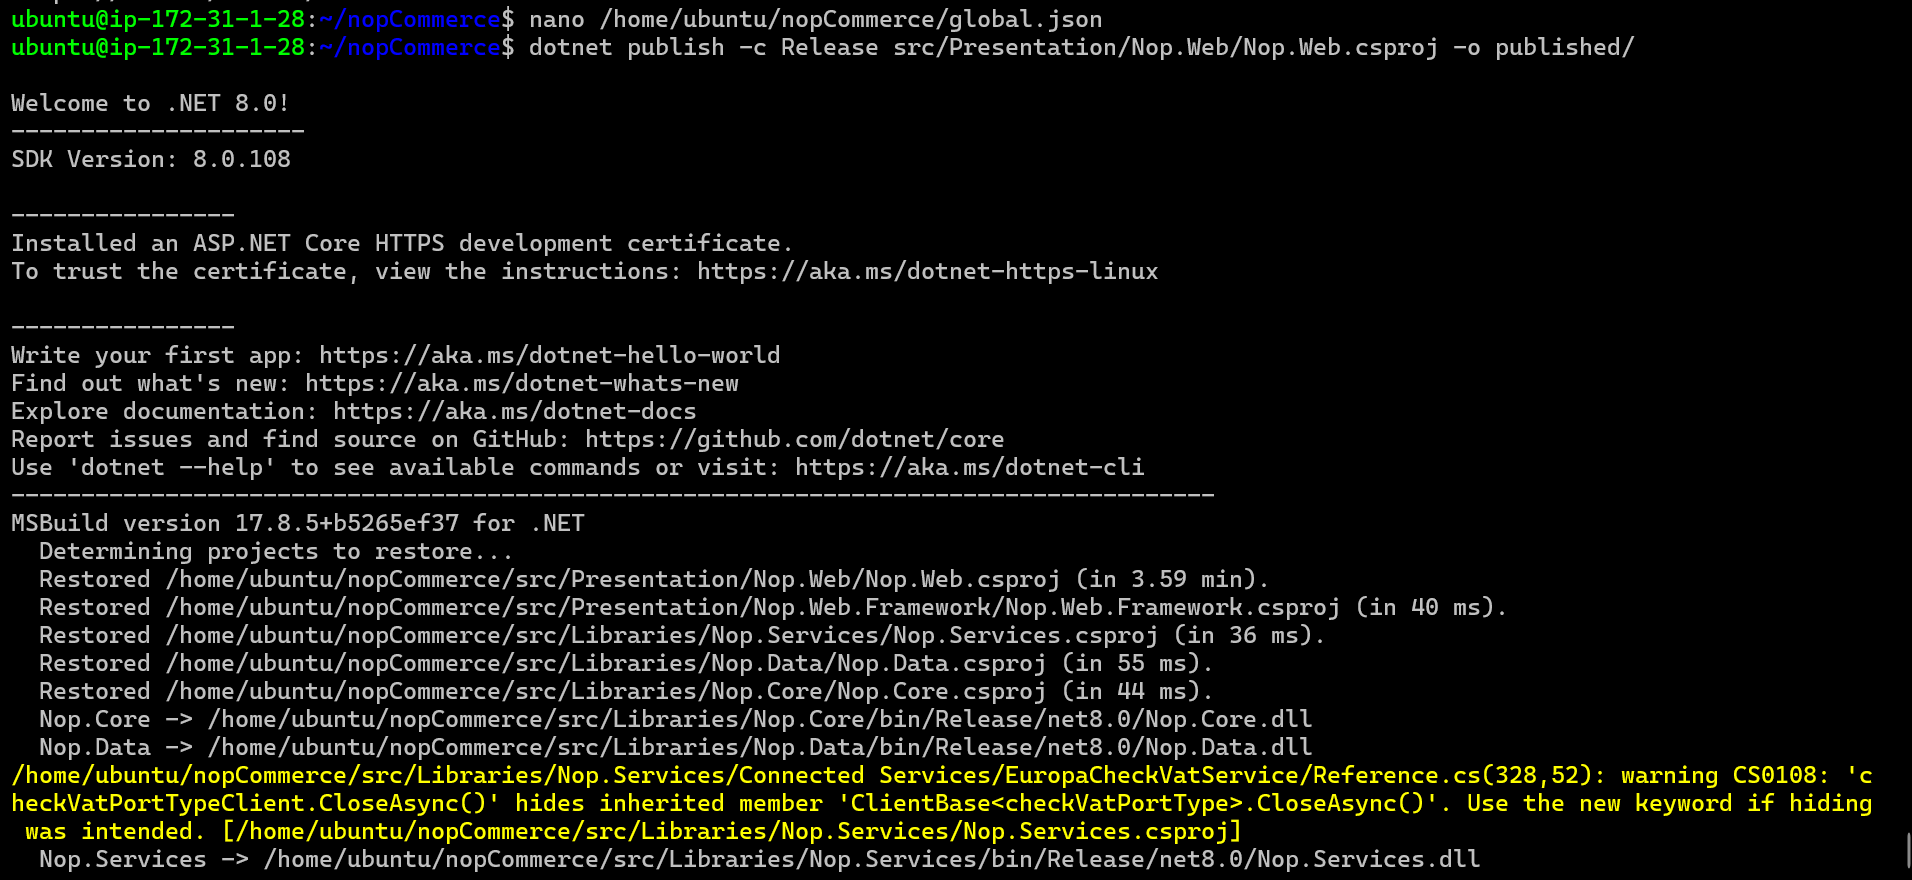 ubuntu@ip-172-31-1-28:~/nopCommerce$ nano /home/ubuntu/nopCommerce/global.json
ubuntu@ip-172-31-1-28:~/nopCommerce$ dotnet publish -c Release src/Presentation/Nop.Web/Nop.Web.csproj -o published/
Welcome to .NET 8.0!
---------------------
SDK Version: 8.0.108
----------------
Installed an ASP.NET Core HTTPS development certificate.
To trust the certificate, view the instructions: https://aka.ms/dotnet-https-linux
----------------
Write your first app: https://aka.ms/dotnet-hello-world
Find out what's new: https://aka.ms/dotnet-whats-new
Explore documentation: https://aka.ms/dotnet-docs
Report issues and find source on GitHub: https://github.com/dotnet/core
Use 'dotnet --help' to see available commands or visit: https://aka.ms/dotnet-cli
--------------------------------------------------------------------------------------
MSBuild version 17.8.5+b5265ef37 for .NET
  Determining projects to restore...
  Restored /home/ubuntu/nopCommerce/src/Presentation/Nop.Web/Nop.Web.csproj (in 3.59 min).
  Restored /home/ubuntu/nopCommerce/src/Presentation/Nop.Web.Framework/Nop.Web.Framework.csproj (in 40 ms).
  Restored /home/ubuntu/nopCommerce/src/Libraries/Nop.Services/Nop.Services.csproj (in 36 ms).
  Restored /home/ubuntu/nopCommerce/src/Libraries/Nop.Data/Nop.Data.csproj (in 55 ms).
  Restored /home/ubuntu/nopCommerce/src/Libraries/Nop.Core/Nop.Core.csproj (in 44 ms).
  Nop.Core -> /home/ubuntu/nopCommerce/src/Libraries/Nop.Core/bin/Release/net8.0/Nop.Core.dll
  Nop.Data -> /home/ubuntu/nopCommerce/src/Libraries/Nop.Data/bin/Release/net8.0/Nop.Data.dll
/home/ubuntu/nopCommerce/src/Libraries/Nop.Services/Connected Services/EuropaCheckVatService/Reference.cs(328,52): warning CS0108: 'c
heckVatPortTypeClient.CloseAsync()' hides inherited member 'ClientBase<checkVatPortType>.CloseAsync()'. Use the new keyword if hiding
 was intended. [/home/ubuntu/nopCommerce/src/Libraries/Nop.Services/Nop.Services.csproj]
  Nop.Services -> /home/ubuntu/nopCommerce/src/Libraries/Nop.Services/bin/Release/net8.0/Nop.Services.dll